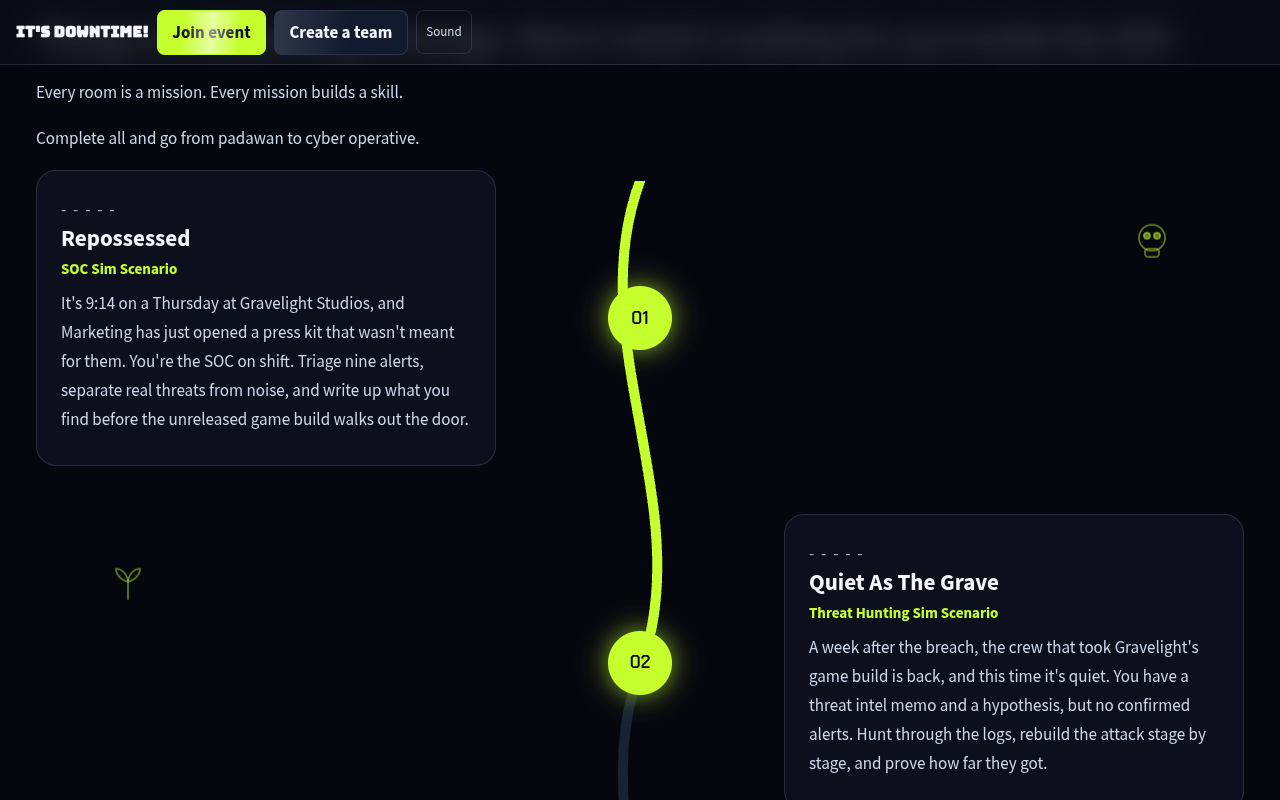 IT'S DOWNTIME!
Join event
Create a team
Sound
Every room is a mission. Every mission builds a skill.
Complete all and go from padawan to cyber operative.
- - - - -
Repossessed
SOC Sim Scenario
It's 9:14 on a Thursday at Gravelight Studios, and
Marketing has just opened a press kit that wasn't meant
for them. You're the SOC on shift. Triage nine alerts,
separate real threats from noise, and write up what you
find before the unreleased game build walks out the door.
01
02
- - - - -
Quiet As The Grave
Threat Hunting Sim Scenario
A week after the breach, the crew that took Gravelight's
game build is back, and this time it's quiet. You have a
threat intel memo and a hypothesis, but no confirmed
alerts. Hunt through the logs, rebuild the attack stage by
stage, and prove how far they got.